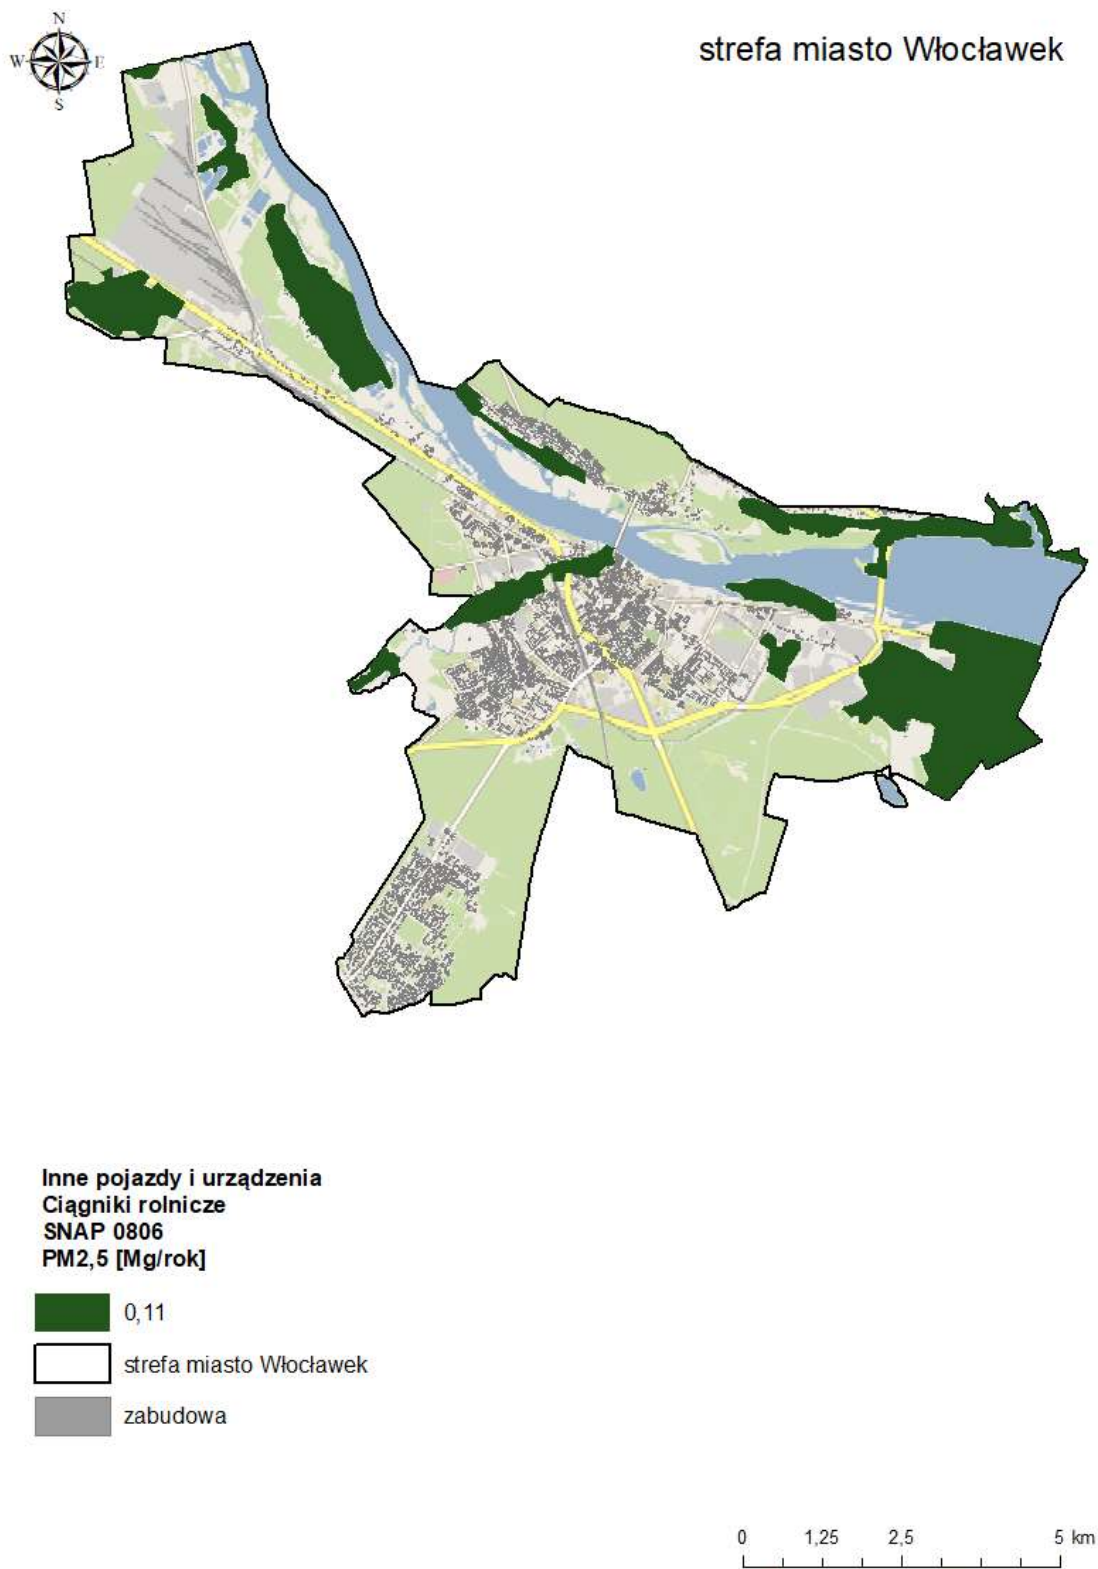 N
strefa miasto Włocławek
W E
S
Inne pojazdy i urządzenia
Ciągniki rolnicze
SNAP 0806
PM2,5 [Mg/rok]
0,11
strefa miasto Włocławek
zabudowa
0 1,25 2,5 5 km